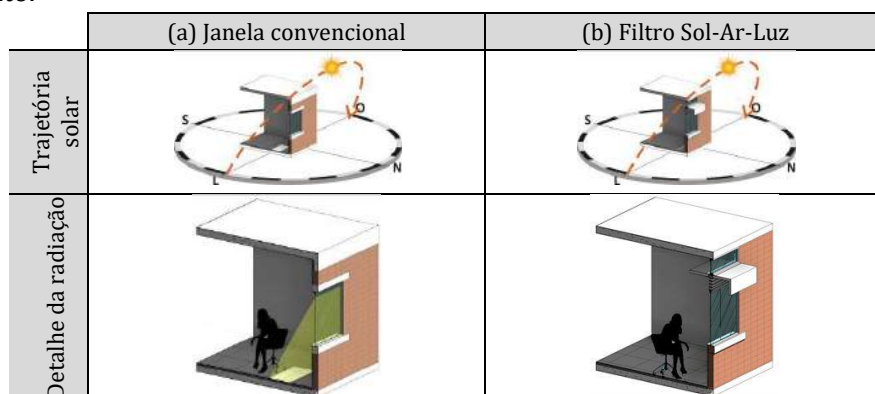 (a) Janela convencional
(b) Filtro Sol-Ar-Luz
Trajetória
solar
S
O
L
N
S
O
L
N
Detalhe da radiação